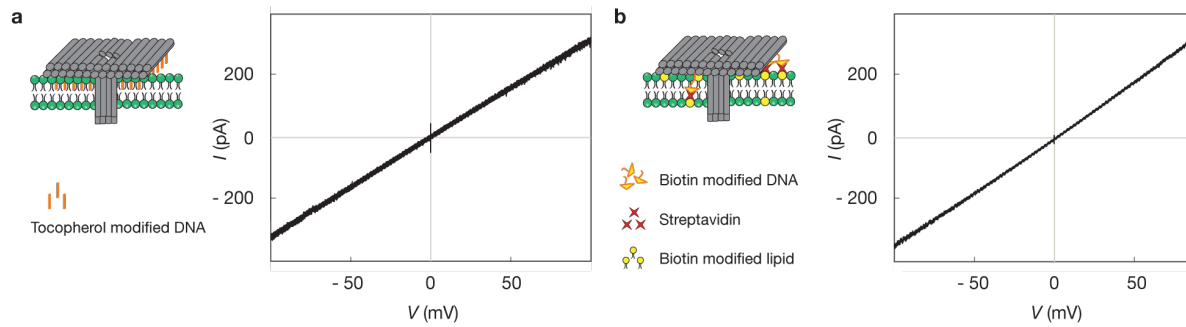 a
I (pA)
200
0
- 200
- 50
0
50
V (mV)
Tocopherol modified DNA
b
I (pA)
200
0
- 200
- 50
0
50
V (mV)
Biotin modified DNA
Streptavidin
Biotin modified lipid